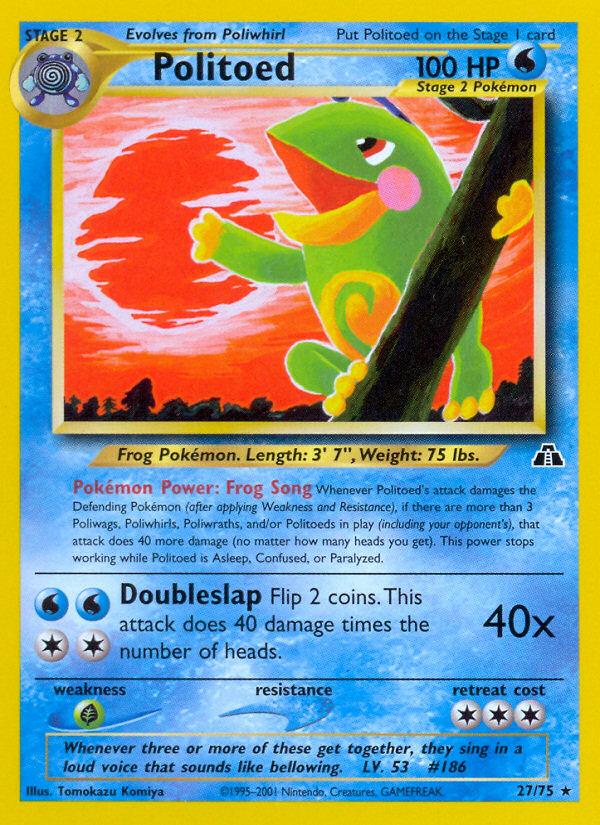 STAGE 2 Evolves from Poliwhirl Put Politoed on the Stage 1 card
Politoed 100 HP
Stage 2 Pokémon
Frog Pokémon. Length: 3' 7", Weight: 75 lbs.
Pokémon Power: Frog Song Whenever Politoed's attack damages the
Defending Pokémon (after applying Weakness and Resistance), if there are more than 3
Poliwags, Poliwhirls, Poliwraths, and/or Politoeds in play (including your opponent's), that
attack does 40 more damage (no matter how many heads you get). This power stops
working while Politoed is Asleep, Confused, or Paralyzed.
Doubleslap Flip 2 coins. This
attack does 40 damage times the
number of heads.
40x
weakness resistance retreat cost
Whenever three or more of these get together, they sing in a
loud voice that sounds like bellowing. LV. 53 #186
Illus. Tomokazu Komiya ©1995-2001 Nintendo, Creatures, GAMEFREAK. 27/75 ★